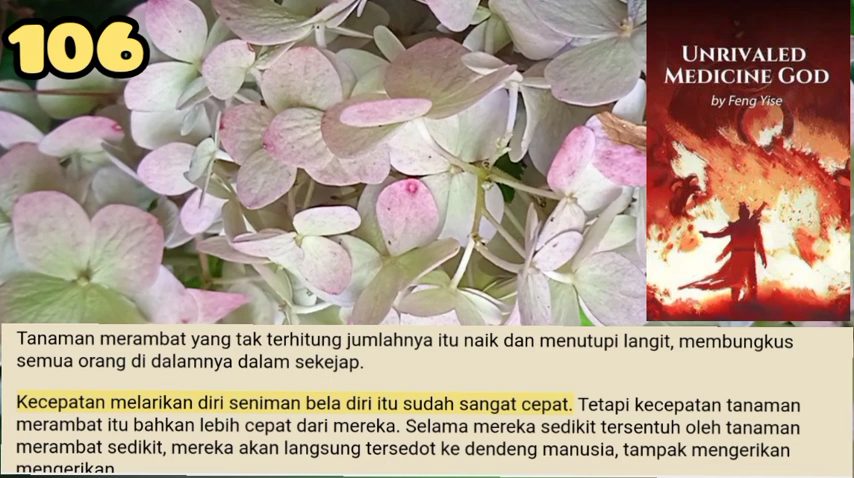 106
UNRIVALED
MEDICINE GOD
by Feng Yise
Tanaman merambat yang tak terhitung jumlahnya itu naik dan menutupi langit, membungkus
semua orang di dalamnya dalam sekejap.
Kecepatan melarikan diri seniman bela diri itu sudah sangat cepat. Tetapi kecepatan tanaman
merambat itu bahkan lebih cepat dari mereka. Selama mereka sedikit tersentuh oleh tanaman
merambat sedikit, mereka akan langsung tersedot ke dendeng manusia, tampak mengerikan
mengerikan